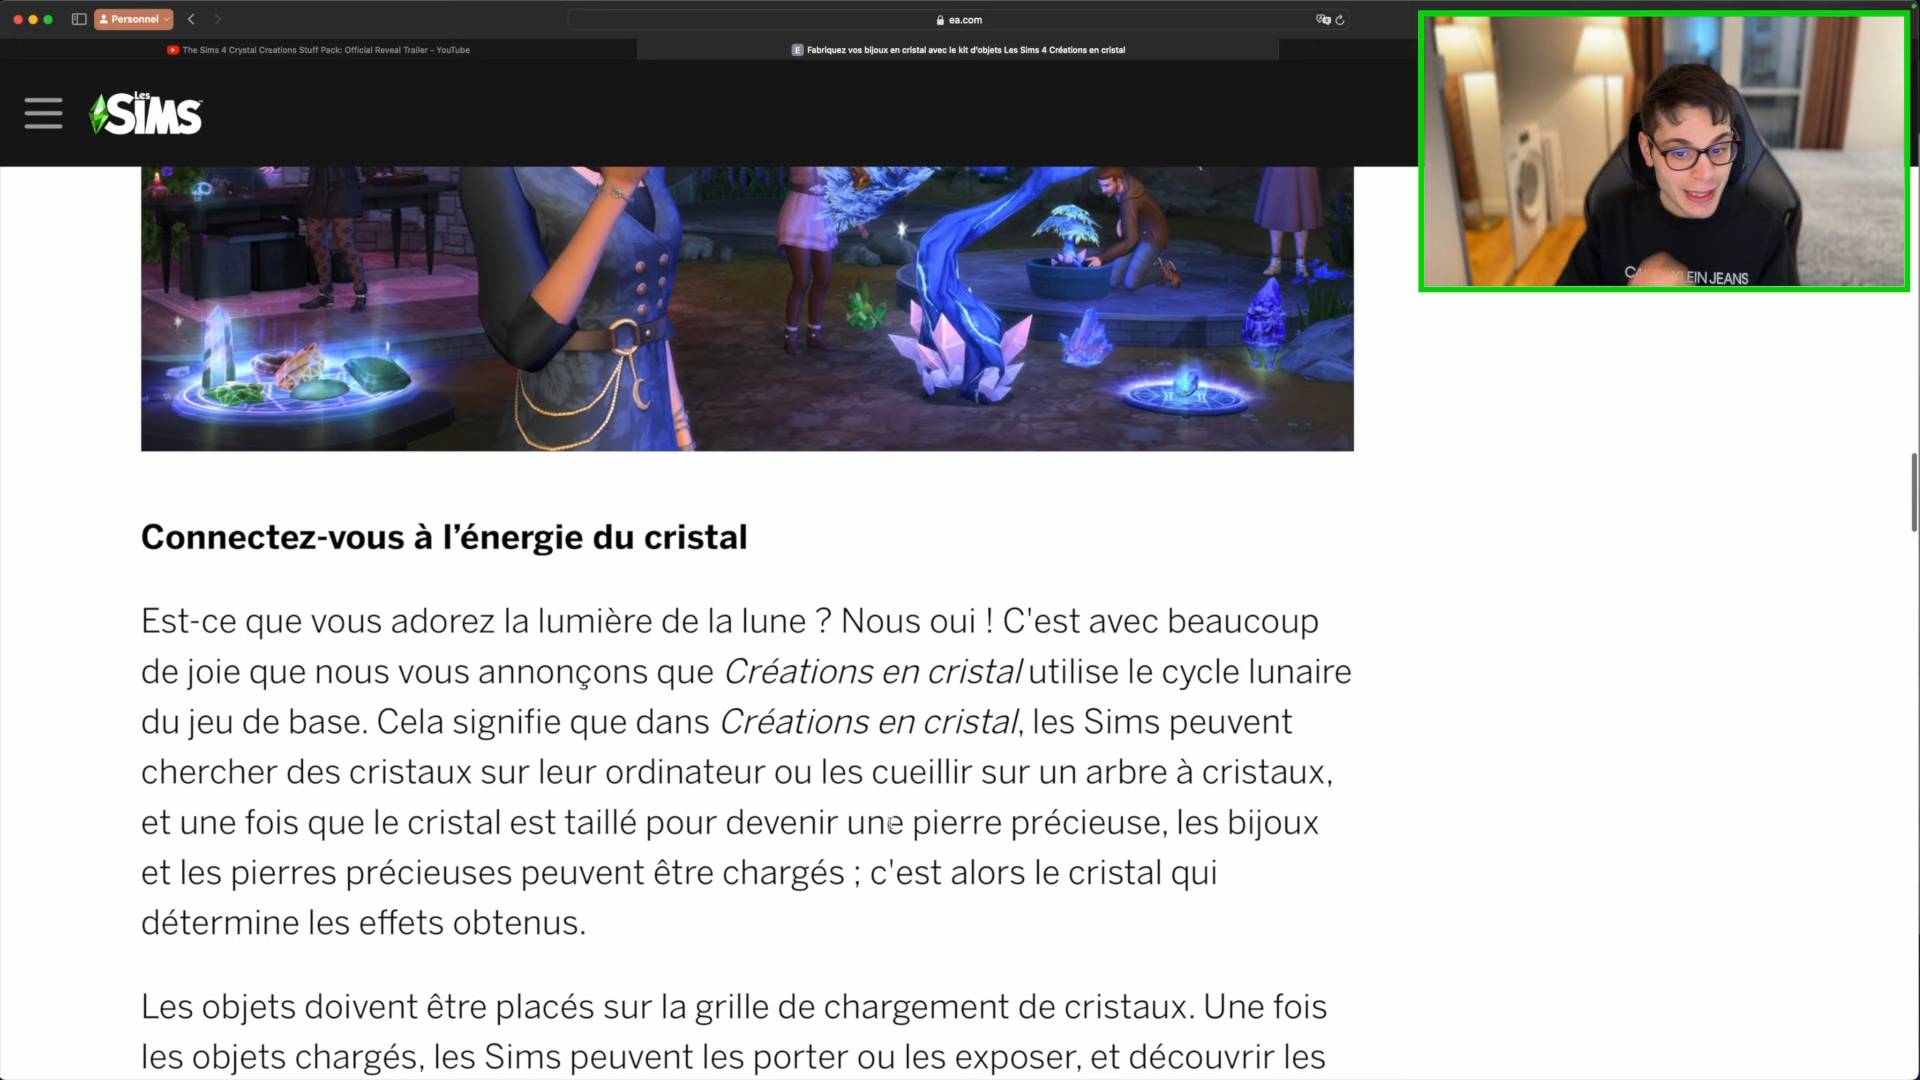 Personnel
ea.com
The Sims 4 Crystal Creations Stuff Pack: Official Reveal Trailer - YouTube
E Fabriquez vos bijoux en cristal avec le kit d'objets Les Sims 4 Créations en cristal
Les
SIMS
CA
EIN JEANS
Connectez-vous à l’énergie du cristal
Est-ce que vous adorez la lumière de la lune ? Nous oui ! C'est avec beaucoup
de joie que nous vous annonçons que Créations en cristal utilise le cycle lunaire
du jeu de base. Cela signifie que dans Créations en cristal, les Sims peuvent
chercher des cristaux sur leur ordinateur ou les cueillir sur un arbre à cristaux,
et une fois que le cristal est taillé pour devenir une pierre précieuse, les bijoux
et les pierres précieuses peuvent être chargés ; c'est alors le cristal qui
détermine les effets obtenus.
Les objets doivent être placés sur la grille de chargement de cristaux. Une fois
les objets chargés, les Sims peuvent les porter ou les exposer, et découvrir les